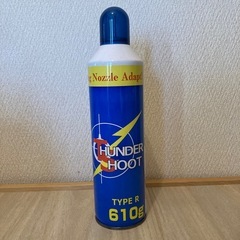 g Nozzle Adapt
HUNDER
HOOT
TYPE R
610g